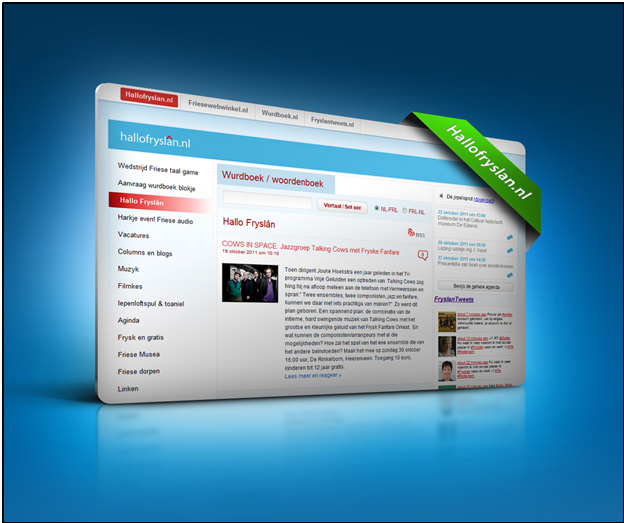 Hallofryslan.nl
Friesewebwinkel.nl
Wurdboek.nl
Fryslantweets.nl
Hallofryslan.nl
hallofryslân.nl
Wedstrijd Friese taal game
Aanvraag wurdboek blokje
Hallo Fryslân
Harkje even! Friese audio
Vacatures
Columns en blogs
Muzyk
Filmkes
Iepenloftspul & toaniel
Aginda
Frysk en gratis
Friese Musea
Friese dorpen
Linken
Wurdboek / woordenboek
Vertaal / Set oer
NL-FRL
FRL-NL
Hallo Fryslân
RSS
COWS IN SPACE: Jazzgroep Talking Cows met Fryske Fanfare
19 oktober 2011 om 10:18
0
Toen dirigent Jouke Hoekstra een jaar geleden in het TV-
programma Vrije Geluiden een optreden van Talking Cows zag
hing hij na afloop meteen aan de telefoon met Vermeerssen en
sprak:" Twee ensembles, twee componisten, jazz en fanfare,
kunnen we daar niet iets prachtigs van maken?" Zo werd dit
plan geboren. Een spannend plan: de combinatie van de
intieme, hard swingende muziek van Talking Cows met het
grootse en kleurrijke geluid van het Frysk Fanfare Orkest. En
wat kunnen de componisten/arrangeurs met al die
mogelijkheden? Hoe zal het spel van het ene ensemble die van
het andere beïnvloeden? Maak het mee op zondag 30 oktober
16.00 uur, De Rinkelbom, Heerenveen. Toegang 10 euro,
kinderen tot 12 jaar gratis.
Lees meer en reageer »
De jirpelsprut (download)
Bekijk de gehele agenda
FryslanTweets